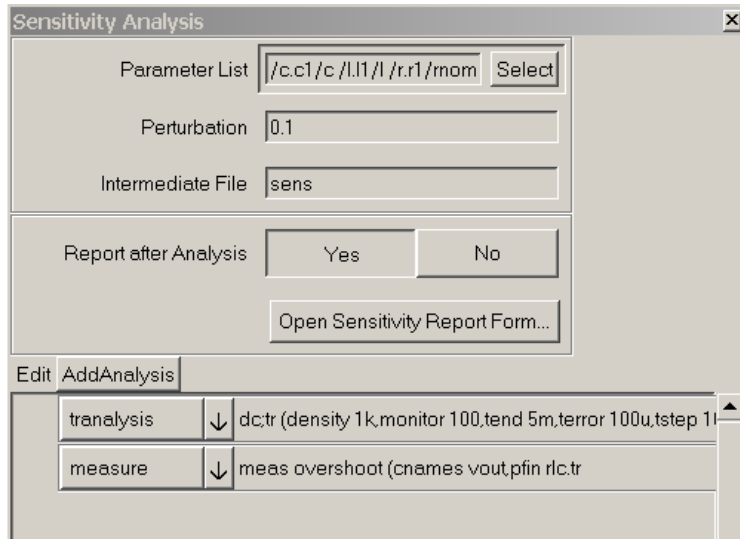 Sensitivity Analysis
Parameter List /c.c1/c /l.l1/l /r.r1/rnom Select
Perturbation 0.1
Intermediate File sens
Report after Analysis Yes No
Open Sensitivity Report Form...
Edit AddAnalysis
tranalysis dc;tr (density 1k,monitor 100,tend 5m,terror 100u,tstep
measure meas overshoot (cnames vout,pfin rlc.tr